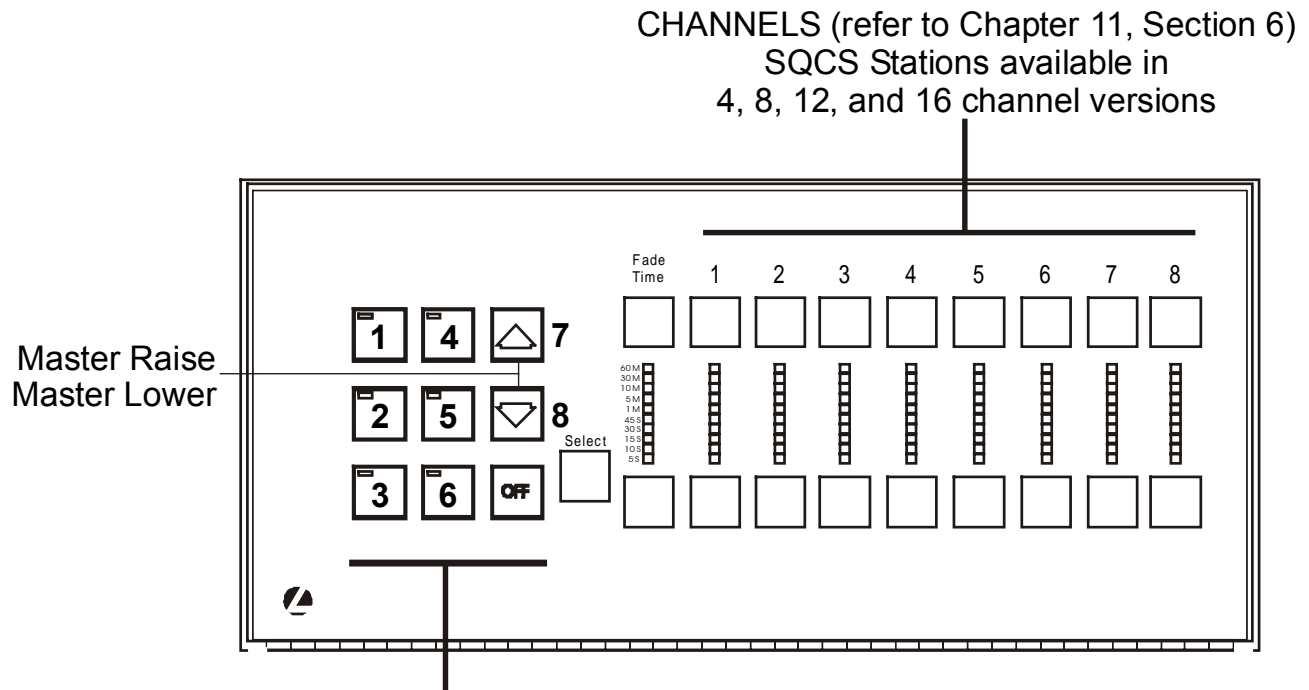 CHANNELS (refer to Chapter 11, Section 6)
SQCS Stations available in
4, 8, 12, and 16 channel versions
Fade
Time
1 2 3 4 5 6 7 8
Master Raise
Master Lower
1 4 7
2 5 8
3 6 OFF
Select
60M
30M
10M
5M
1M
45S
30S
15S
10S
5S